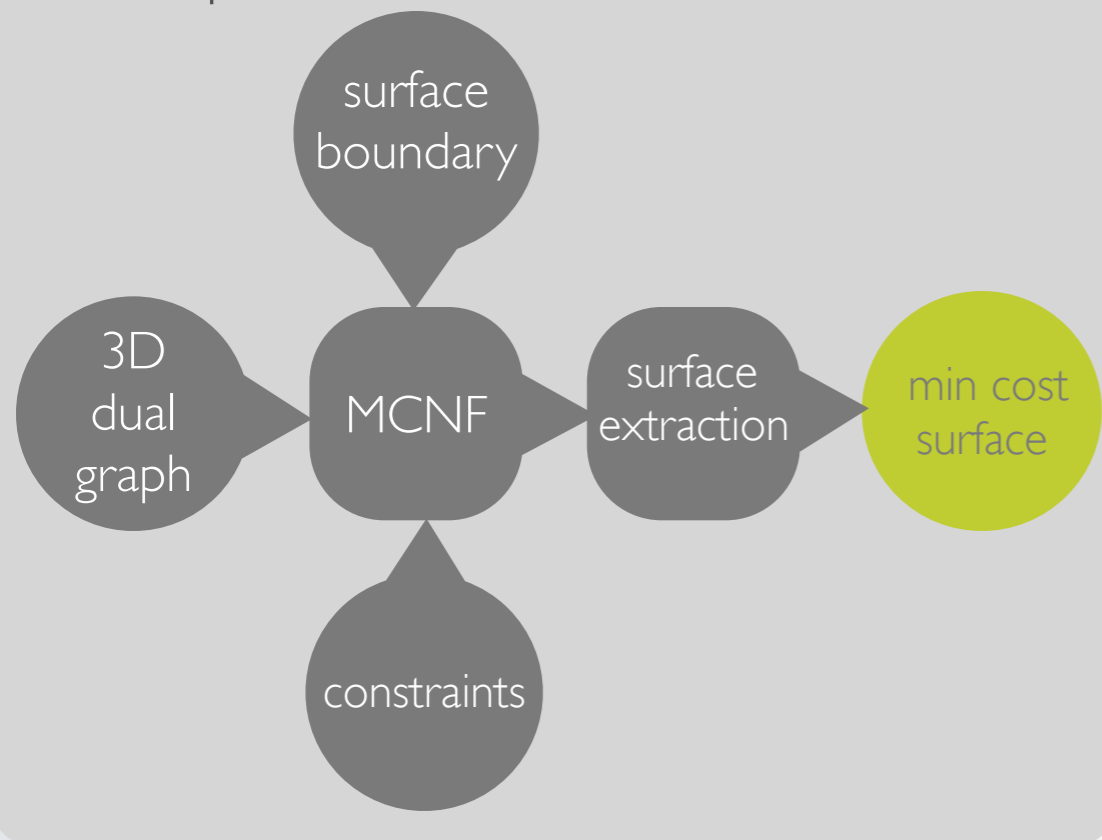 surface
boundary
3D
dual
graph
MCNF
surface
extraction
min cost
surface
constraints